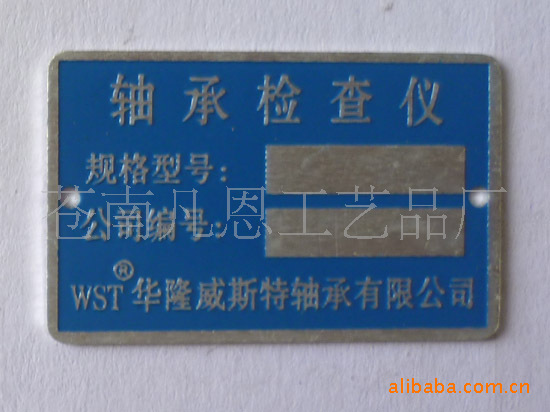 轴承检查仪
规格型号：
苍南凡恩工艺品厂
公司编号：
®
WST 华隆威斯特轴承有限公司
alibaba.com.cn